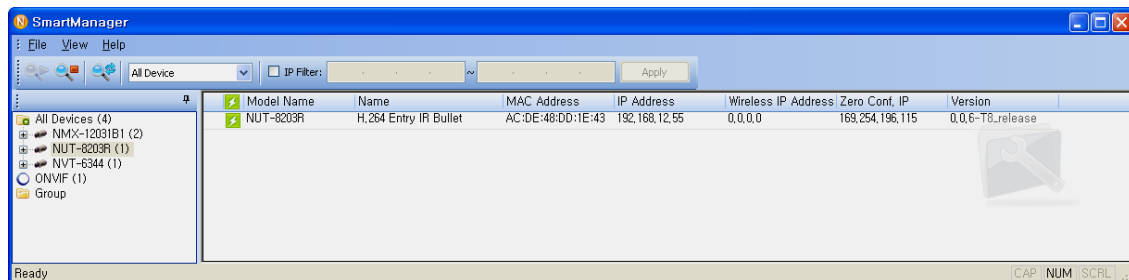 SmartManager
File View Help
All Device IP Filter: . . . ~ . . . Apply
Model Name Name MAC Address IP Address Wireless IP Address Zero Conf, IP Version
NUT-8203R H,264 Entry IR Bullet AC:DE:48:DD:1E:43 192,168,12,55 0,0,0,0 169,254,196,115 0,0,6-T8_release
All Devices (4)
NMX-12031B1 (2)
NUT-8203R (1)
NVT-6344 (1)
ONVIF (1)
Group
Ready CAP NUM SCRL